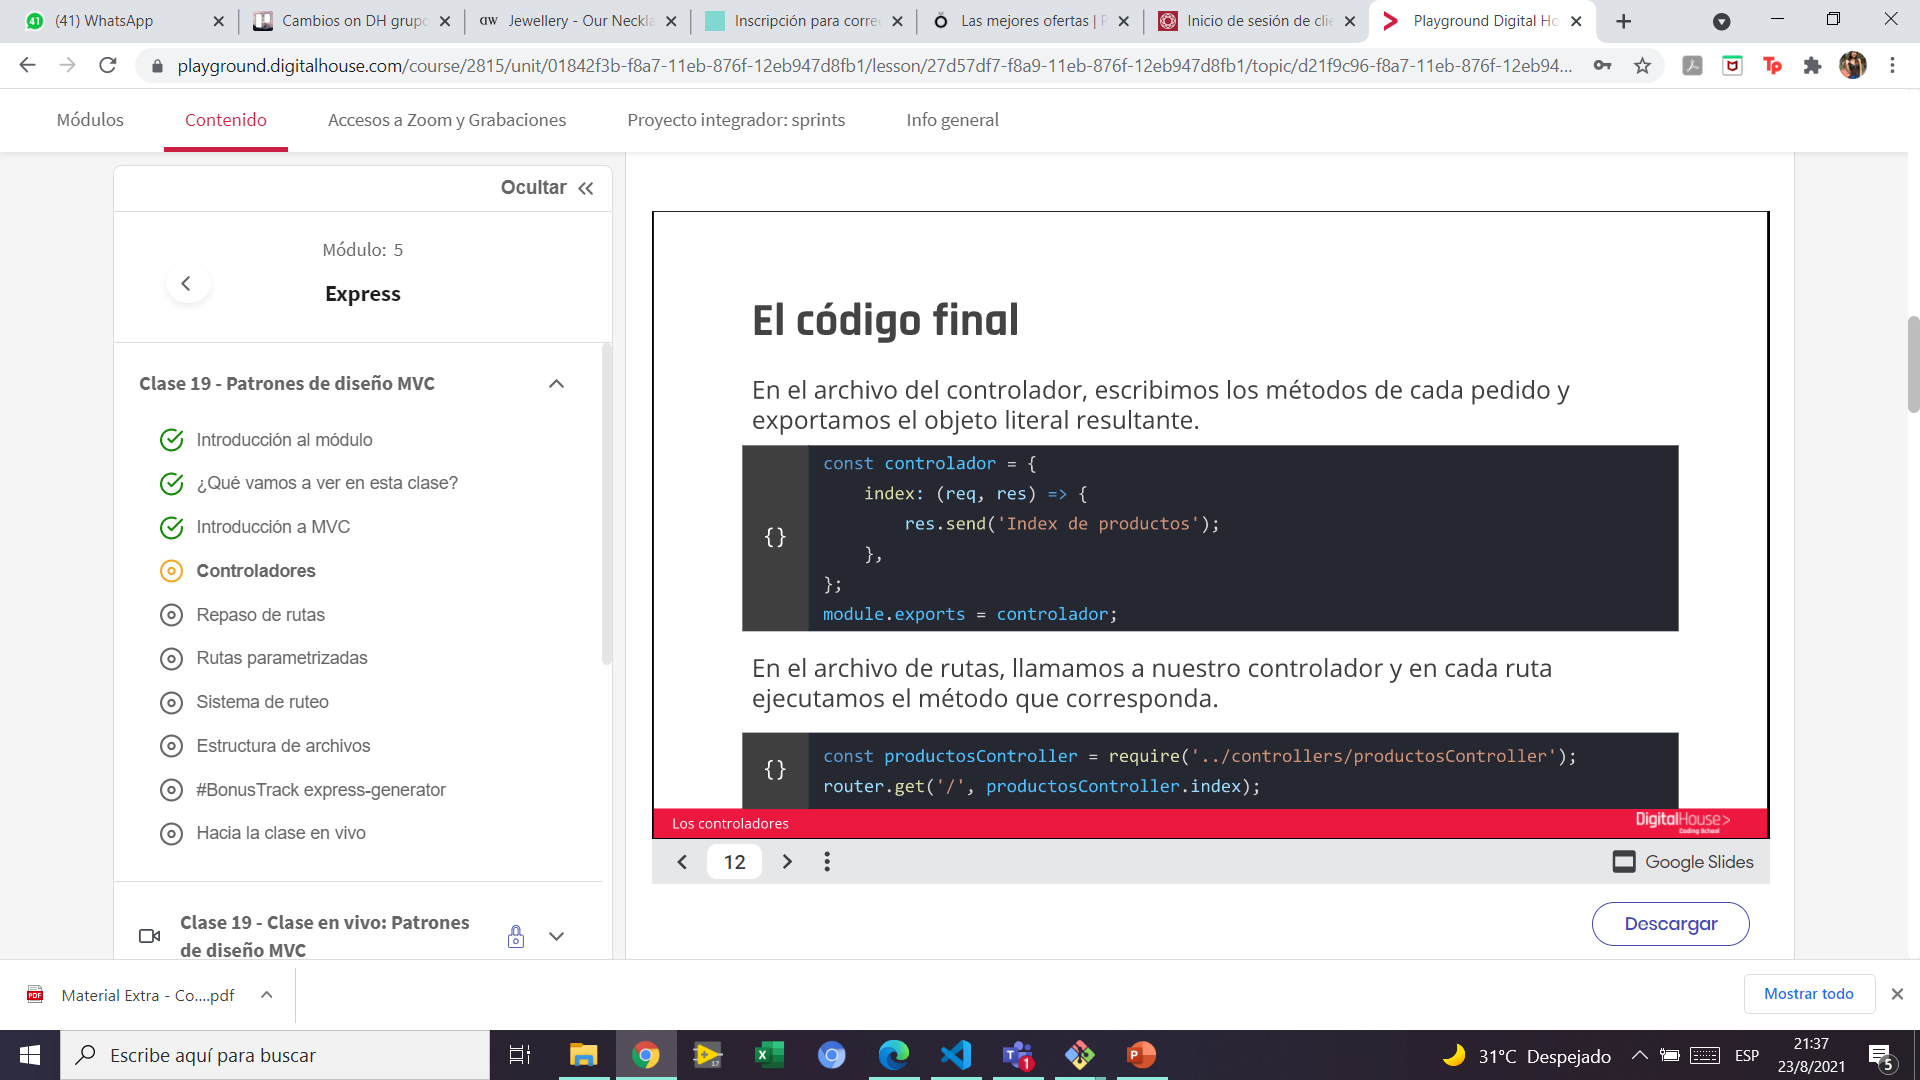 (41) WhatsApp
Cambios on DH grupo
Jewellery - Our Neckla
Inscripción para corre
Las mejores ofertas | P
Inicio de sesión de clie
Playground Digital Ho
playground.digitalhouse.com/course/2815/unit/01842f3b-f8a7-11eb-876f-12eb947d8fb1/lesson/27d57df7-f8a9-11eb-876f-12eb947d8fb1/topic/d21f9c96-f8a7-11eb-876f-12eb94...
Módulos
Contenido
Accesos a Zoom y Grabaciones
Proyecto integrador: sprints
Info general
Ocultar
Módulo: 5
Express
Clase 19 - Patrones de diseño MVC
Introducción al módulo
¿Qué vamos a ver en esta clase?
Introducción a MVC
Controladores
Repaso de rutas
Rutas parametrizadas
Sistema de ruteo
Estructura de archivos
#BonusTrack express-generator
Hacia la clase en vivo
Clase 19 - Clase en vivo: Patrones
de diseño MVC
El código final
En el archivo del controlador, escribimos los métodos de cada pedido y
exportamos el objeto literal resultante.
{}
const controlador = {
index: (req, res) => {
res.send('Index de productos');
},
};
module.exports = controlador;
En el archivo de rutas, llamamos a nuestro controlador y en cada ruta
ejecutamos el método que corresponda.
{}
const productosController = require('../controllers/productosController');
router.get('/', productosController.index);
Los controladores
DigitalHouse>
Coding School
12
Google Slides
Descargar
Material Extra - Co....pdf
Mostrar todo
Escribe aquí para buscar
31°C Despejado
ESP
21:37
23/8/2021
5